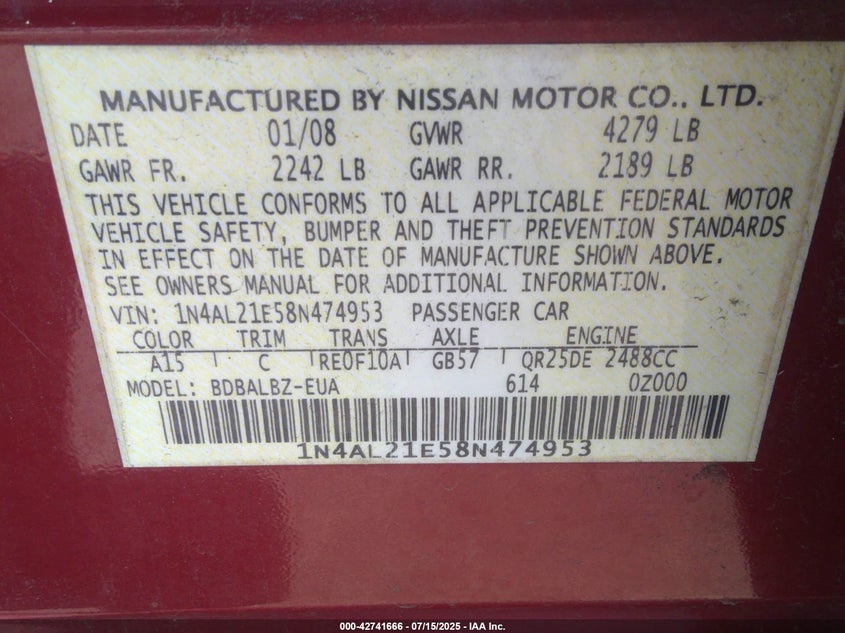 MANUFACTURED BY NISSAN MOTOR CO., LTD.
DATE 01/08 GVWR 4279 LB
GAWR FR. 2242 LB GAWR RR. 2189 LB
THIS VEHICLE CONFORMS TO ALL APPLICABLE FEDERAL MOTOR
VEHICLE SAFETY, BUMPER AND THEFT PREVENTION STANDARDS
IN EFFECT ON THE DATE OF MANUFACTURE SHOWN ABOVE.
SEE OWNERS MANUAL FOR ADDITIONAL INFORMATION.
VIN: 1N4AL21E58N474953 PASSENGER CAR
COLOR TRIM TRANS AXLE ENGINE
A15 C RE0F10A GB57 QR25DE 2488CC
MODEL: BDBALBZ-EUA 614 0Z000
1N4AL21E58N474953
000-42741666 - 07/15/2025 - IAA Inc.